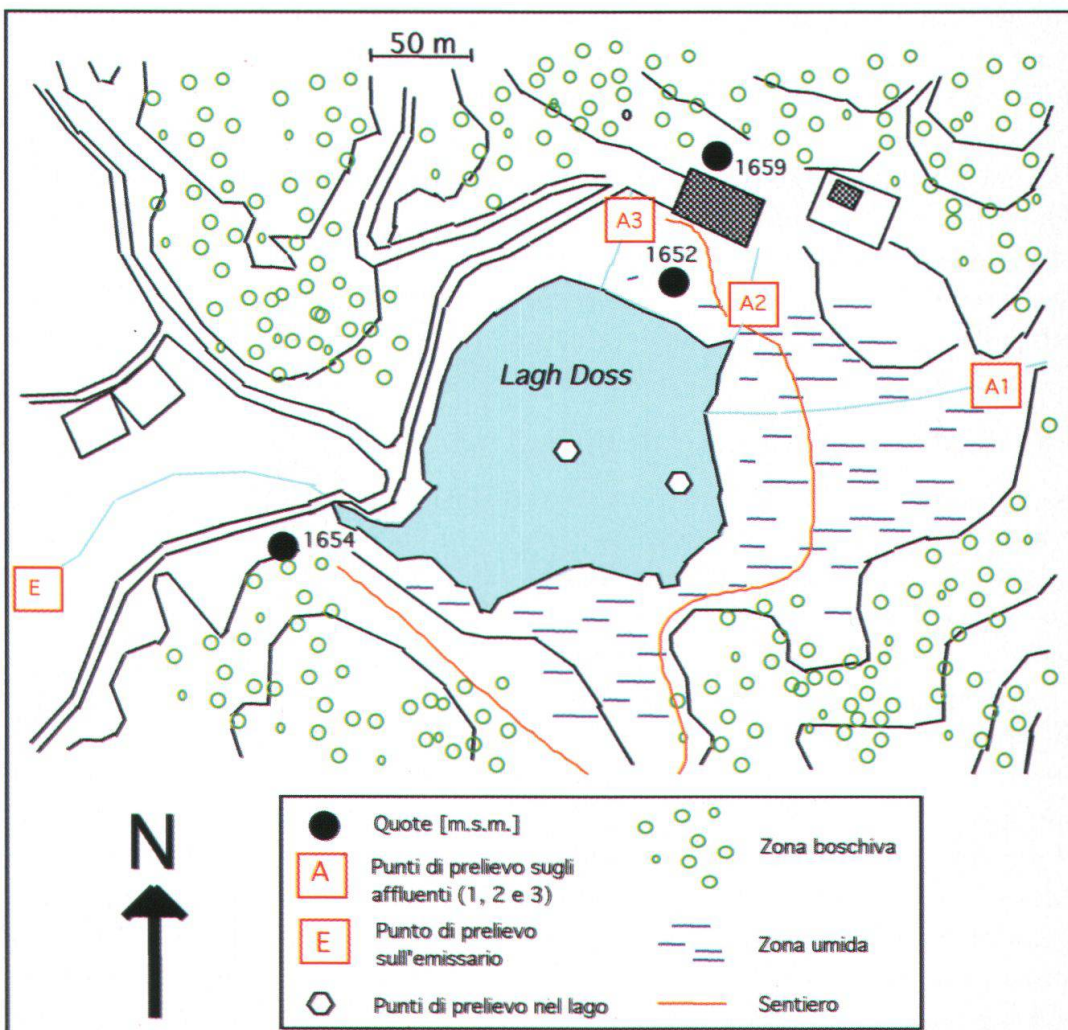 50 m
1659
A3
1652
A2
Lagh Doss
A1
1654
E
N
Quote [m.s.m.]
A
Punti di prelievo sugli
affluenti (1, 2 e 3)
E
Punto di prelievo
sull'emissario
Punti di prelievo nel lago
Zona boschiva
Zona umida
Sentiero